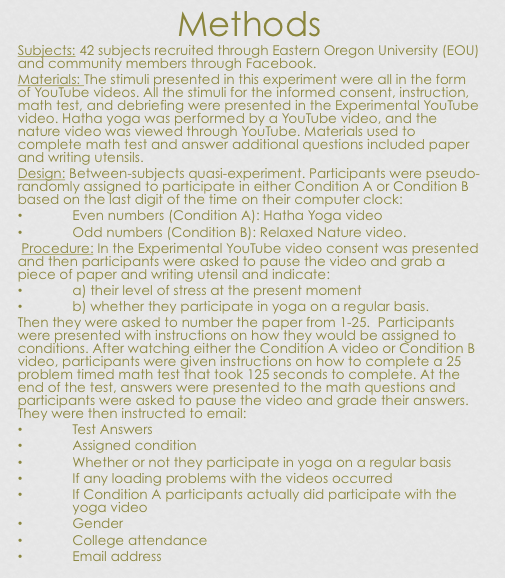 Methods
Subjects: 42 subjects recruited through Eastern Oregon University (EOU)
and community members through Facebook.
Materials: The stimuli presented in this experiment were all in the form
of YouTube videos. All the stimuli for the informed consent, instruction,
math test, and debriefing were presented in the Experimental YouTube
video. Hatha yoga was performed by a YouTube video, and the
nature video was viewed through YouTube. Materials used to
complete math test and answer additional questions included paper
and writing utensils.
Design: Between-subjects quasi-experiment. Participants were pseudo-
randomly assigned to participate in either Condition A or Condition B
based on the last digit of the time on their computer clock:
• Even numbers (Condition A): Hatha Yoga video
• Odd numbers (Condition B): Relaxed Nature video.
Procedure: In the Experimental YouTube video consent was presented
and then participants were asked to pause the video and grab a
piece of paper and writing utensil and indicate:
• a) their level of stress at the present moment
• b) whether they participate in yoga on a regular basis.
Then they were asked to number the paper from 1-25. Participants
were presented with instructions on how they would be assigned to
conditions. After watching either the Condition A video or Condition B
video, participants were given instructions on how to complete a 25
problem timed math test that took 125 seconds to complete. At the
end of the test, answers were presented to the math questions and
participants were asked to pause the video and grade their answers.
They were then instructed to email:
• Test Answers
• Assigned condition
• Whether or not they participate in yoga on a regular basis
• If any loading problems with the videos occurred
• If Condition A participants actually did participate with the
yoga video
• Gender
• College attendance
• Email address